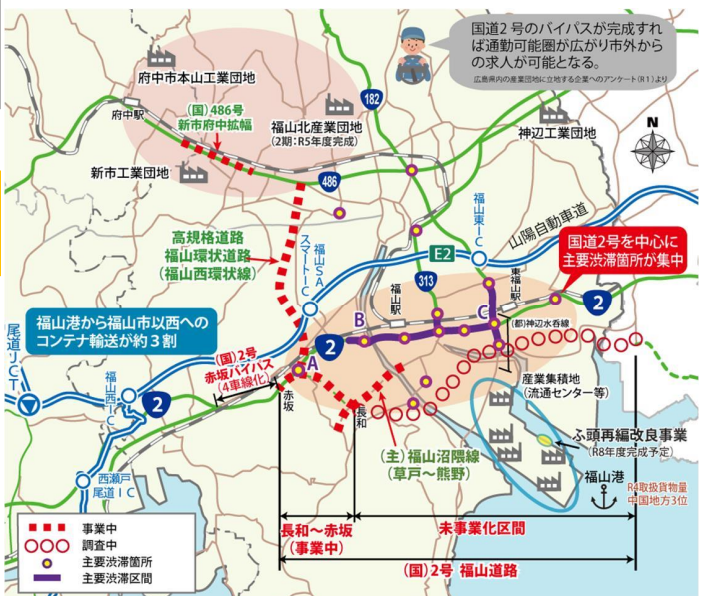 国道2号のバイパスが完成すれ
ば通勤可能圏が広がり市外から
の求人が可能となる。
広島県内の産業団地に立地する企業へのアンケート(R1)より
府中市本山工業団地
府中駅
(国)486号
新市府中拡幅
182
福山北産業団地
(2期:R5年度完成)
神辺工業団地
N
新市工業団地
486
高規格道路
福山環状道路
(福山西環状線)
福山SA
スマートIC
福山東IC
山陽自動車道
E2
313
国道2号を中心に
主要渋滞箇所が集中
福山駅
東福山駅
2
福山港から福山市以西への
コンテナ輸送が約3割
B
C
(都)神辺水呑線
2
尾道JCT
(国)2号
赤坂バイパス
(4車線化)
A
福山西IC
2
赤坂
長和
産業集積地
(流通センター等)
ふ頭再編改良事業
(R8年度完成予定)
(主)福山沼隈線
(草戸～熊野)
西瀬戸
尾道IC
福山港
R4取扱貨物量
中国地方3位
事業中
調査中
主要渋滞箇所
主要渋滞区間
長和～赤坂
(事業中)
未事業化区間
(国)2号 福山道路